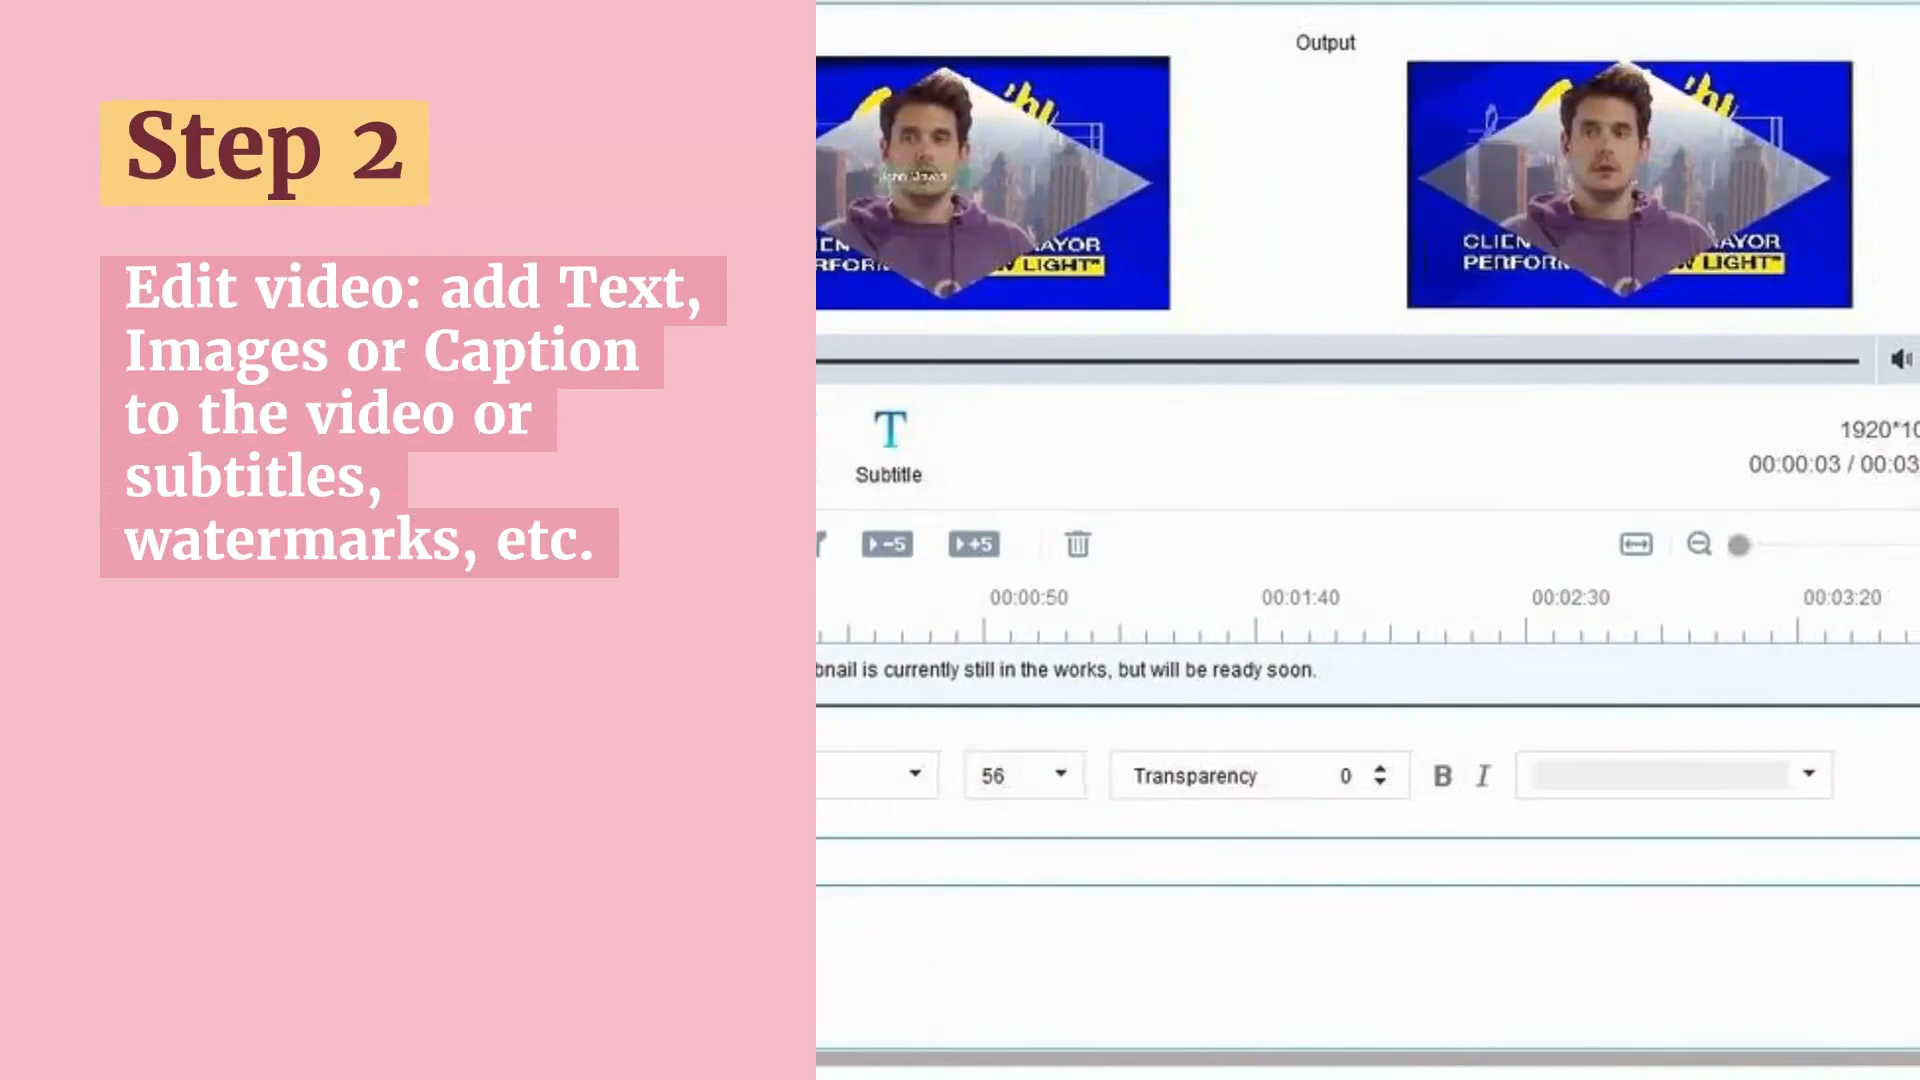 Step 2
Edit video: add Text,
Images or Caption
to the video or
subtitles,
watermarks, etc.
Output
AYOR
LIGHT"
CLIEN AYOR
PERFOR LIGHT"
Subtitle
1920*10
00:00:03 / 00:03
-5 +5
00:00:50 00:01:40 00:02:30 00:03:20
bnail is currently still in the works, but will be ready soon.
56 Transparency 0 B I